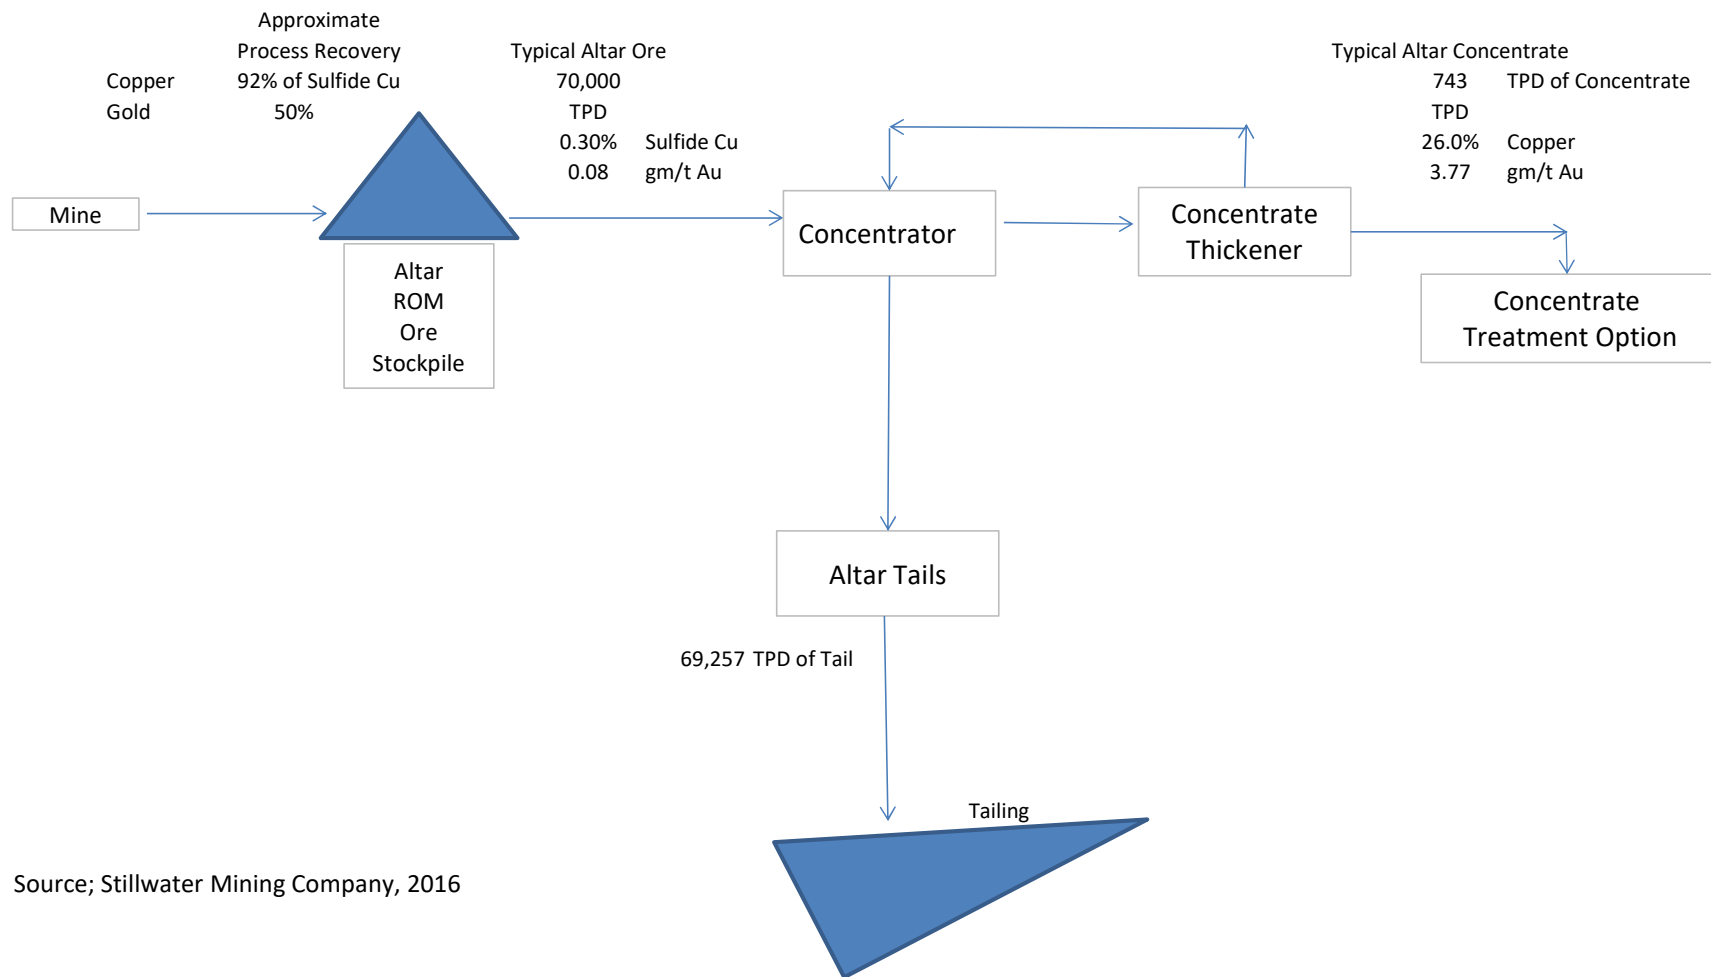 Approximate
Process Recovery
Copper 92% of Sulfide Cu
Gold 50%
Typical Altar Ore
70,000
TPD
0.30% Sulfide Cu
0.08 gm/t Au
Typical Altar Concentrate
743 TPD of Concentrate
TPD
26.0% Copper
3.77 gm/t Au
Mine
Altar
ROM
Ore
Stockpile
Concentrator
Concentrate
Thickener
Concentrate
Treatment Option
Altar Tails
69,257 TPD of Tail
Tailing
Source; Stillwater Mining Company, 2016